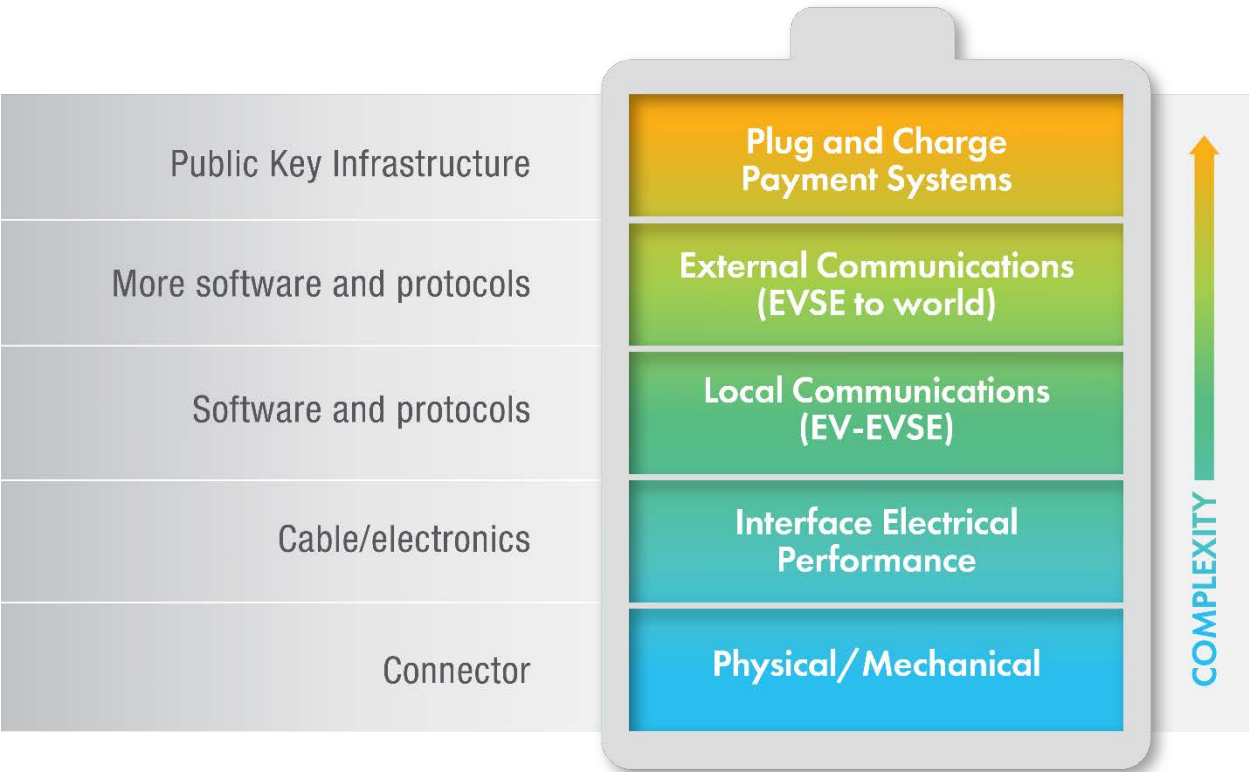 Public Key Infrastructure
Plug and Charge
Payment Systems
More software and protocols
External Communications
(EVSE to world)
Software and protocols
Local Communications
(EV-EVSE)
Cable/electronics
Interface Electrical
Performance
Connector
Physical/Mechanical
COMPLEXITY